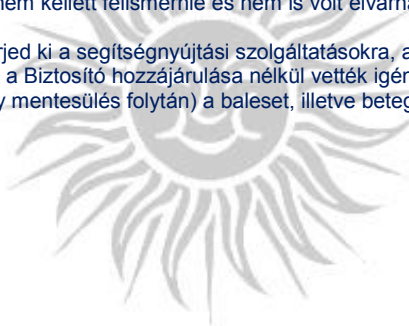 nem kellett felismernie és nem is volt elvárha
rjed ki a segítségnyújtási szolgáltatásokra, a
a Biztosító hozzájárulása nélkül vették igén
y mentesülés folytán) a baleset, illetve beteg